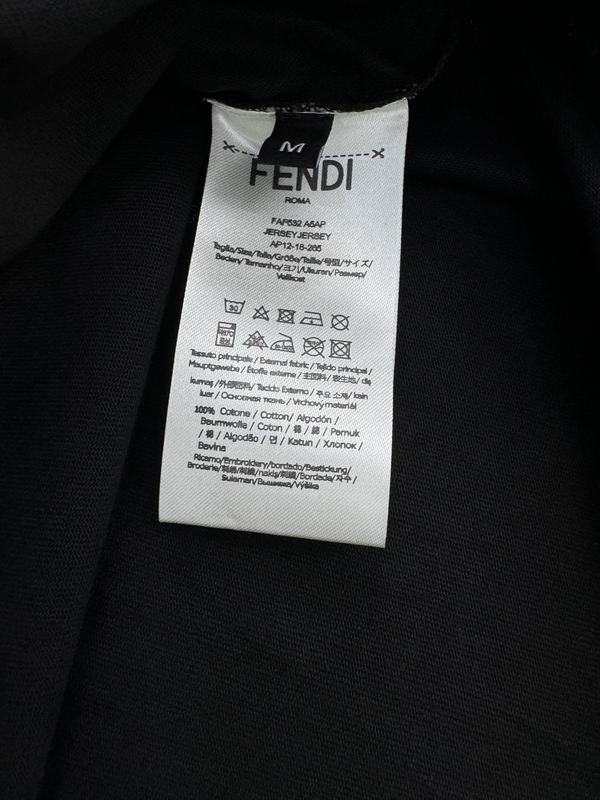 M
FENDI
ROMA
FAF532 A5AP
JERSEYJERSEY
AP12-18-265
Taglia/Size/Talla/Größe/Taille/号型/サイズ/
Beden/Tamanho/크기/Ukuran/Размер/
Velikost
30
Tessuto principale / External fabric / Tejido principal /
Hauptgewebe / Étoffe externe / 主面料 / 表生地/ dış
kumaş /外部面料/ Tecido Externo / 주요 소재/ kain
luar / Основная ткань / Vrchový materiál
100% Cotone / Cotton/ Algodón /
Baumwolle / Coton / 棉 / 綿 / Pamuk
/ 棉 / Algodão / 면 / Katun / Хлопок /
Bavlna
Ricamo/Embroidery/bordado/Bestickung/
Broderie/刺绣/刺繍/nakış/刺繡/Bordado/자수/
Sulaman/Вышивка/Výšivka